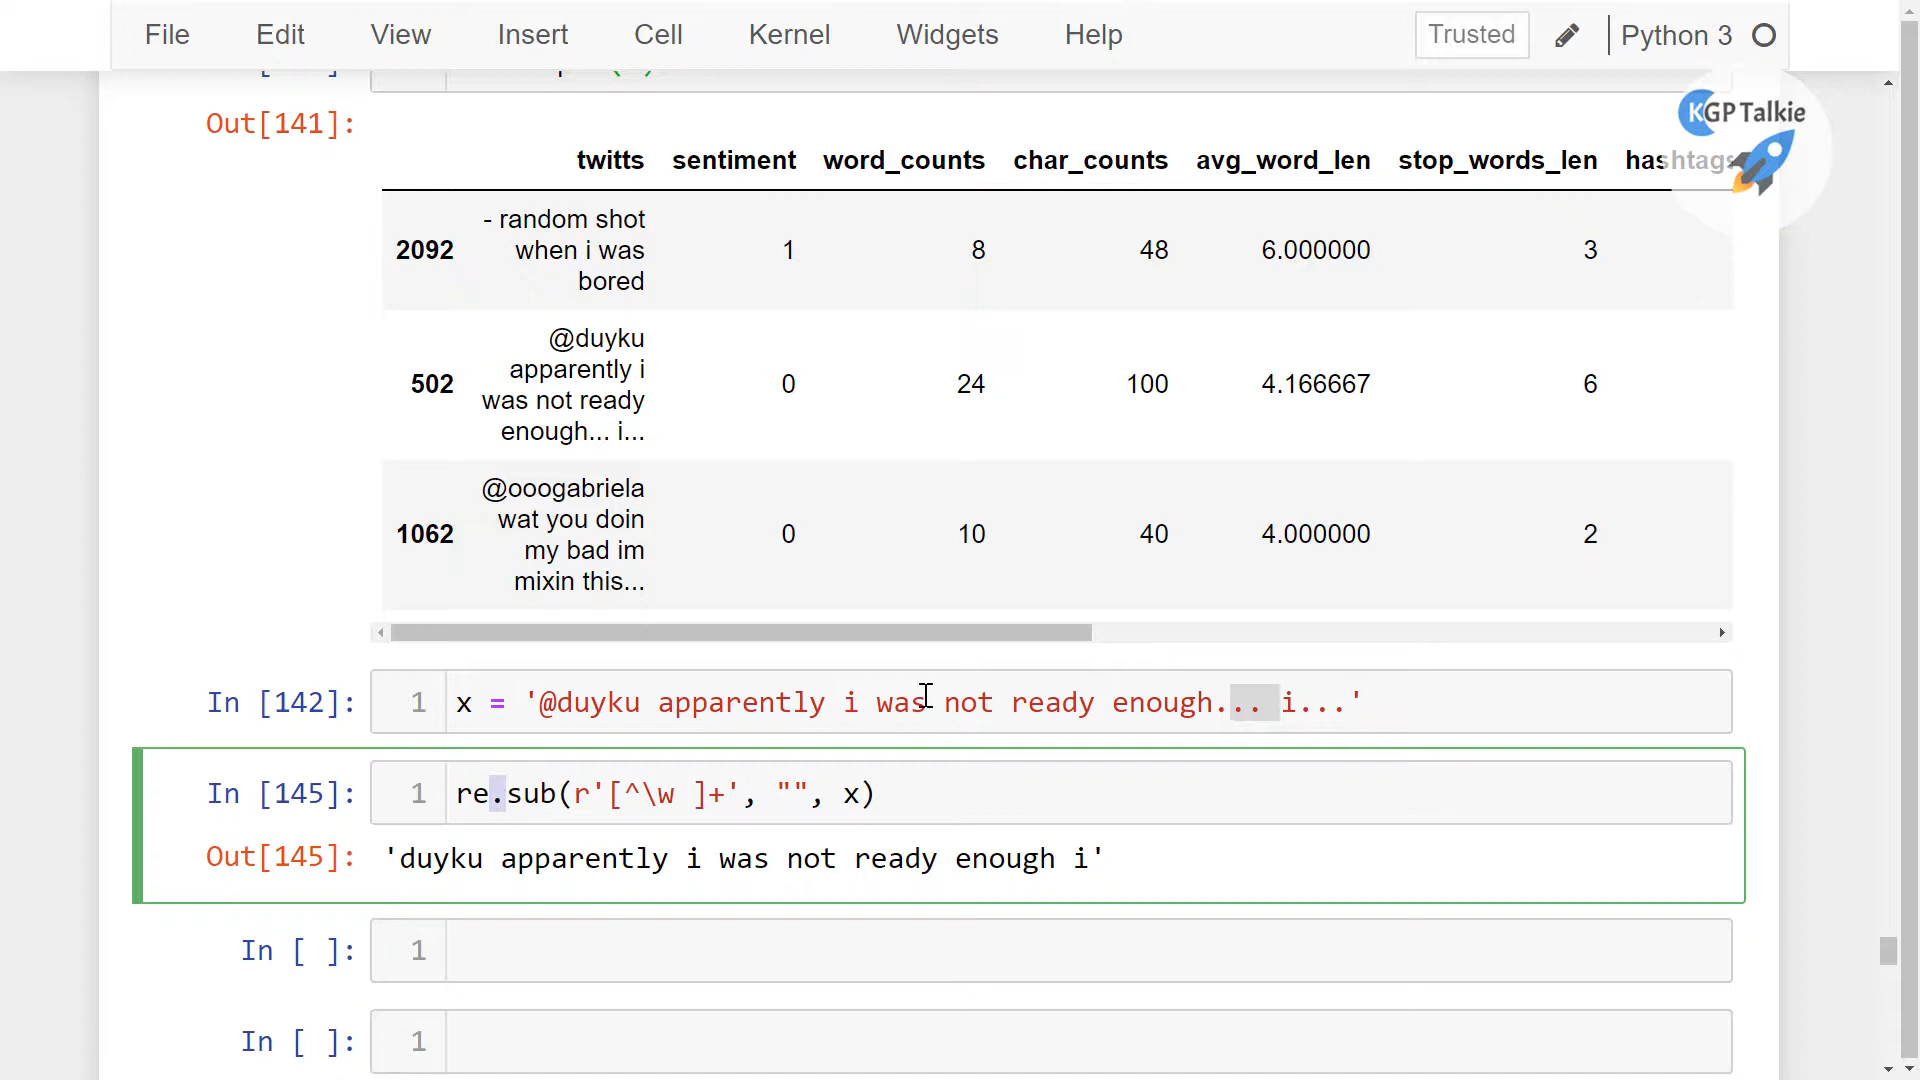 File Edit View Insert Cell Kernel Widgets Help Trusted Python 3
KGP Talkie
Out[141]:
twitts sentiment word_counts char_counts avg_word_len stop_words_len hashtags
- random shot
2092 when i was 1 8 48 6.000000 3
bored
@duyku
apparently i
502 was not ready 0 24 100 4.166667 6
enough... i...
@ooogabriela
wat you doin
1062 my bad im 0 10 40 4.000000 2
mixin this...
In [142]: 1 x = '@duyku apparently i was not ready enough... i...'
In [145]: 1 re.sub(r'[^\w ]+', "", x)
Out[145]: 'duyku apparently i was not ready enough i'
In [ ]: 1
In [ ]: 1